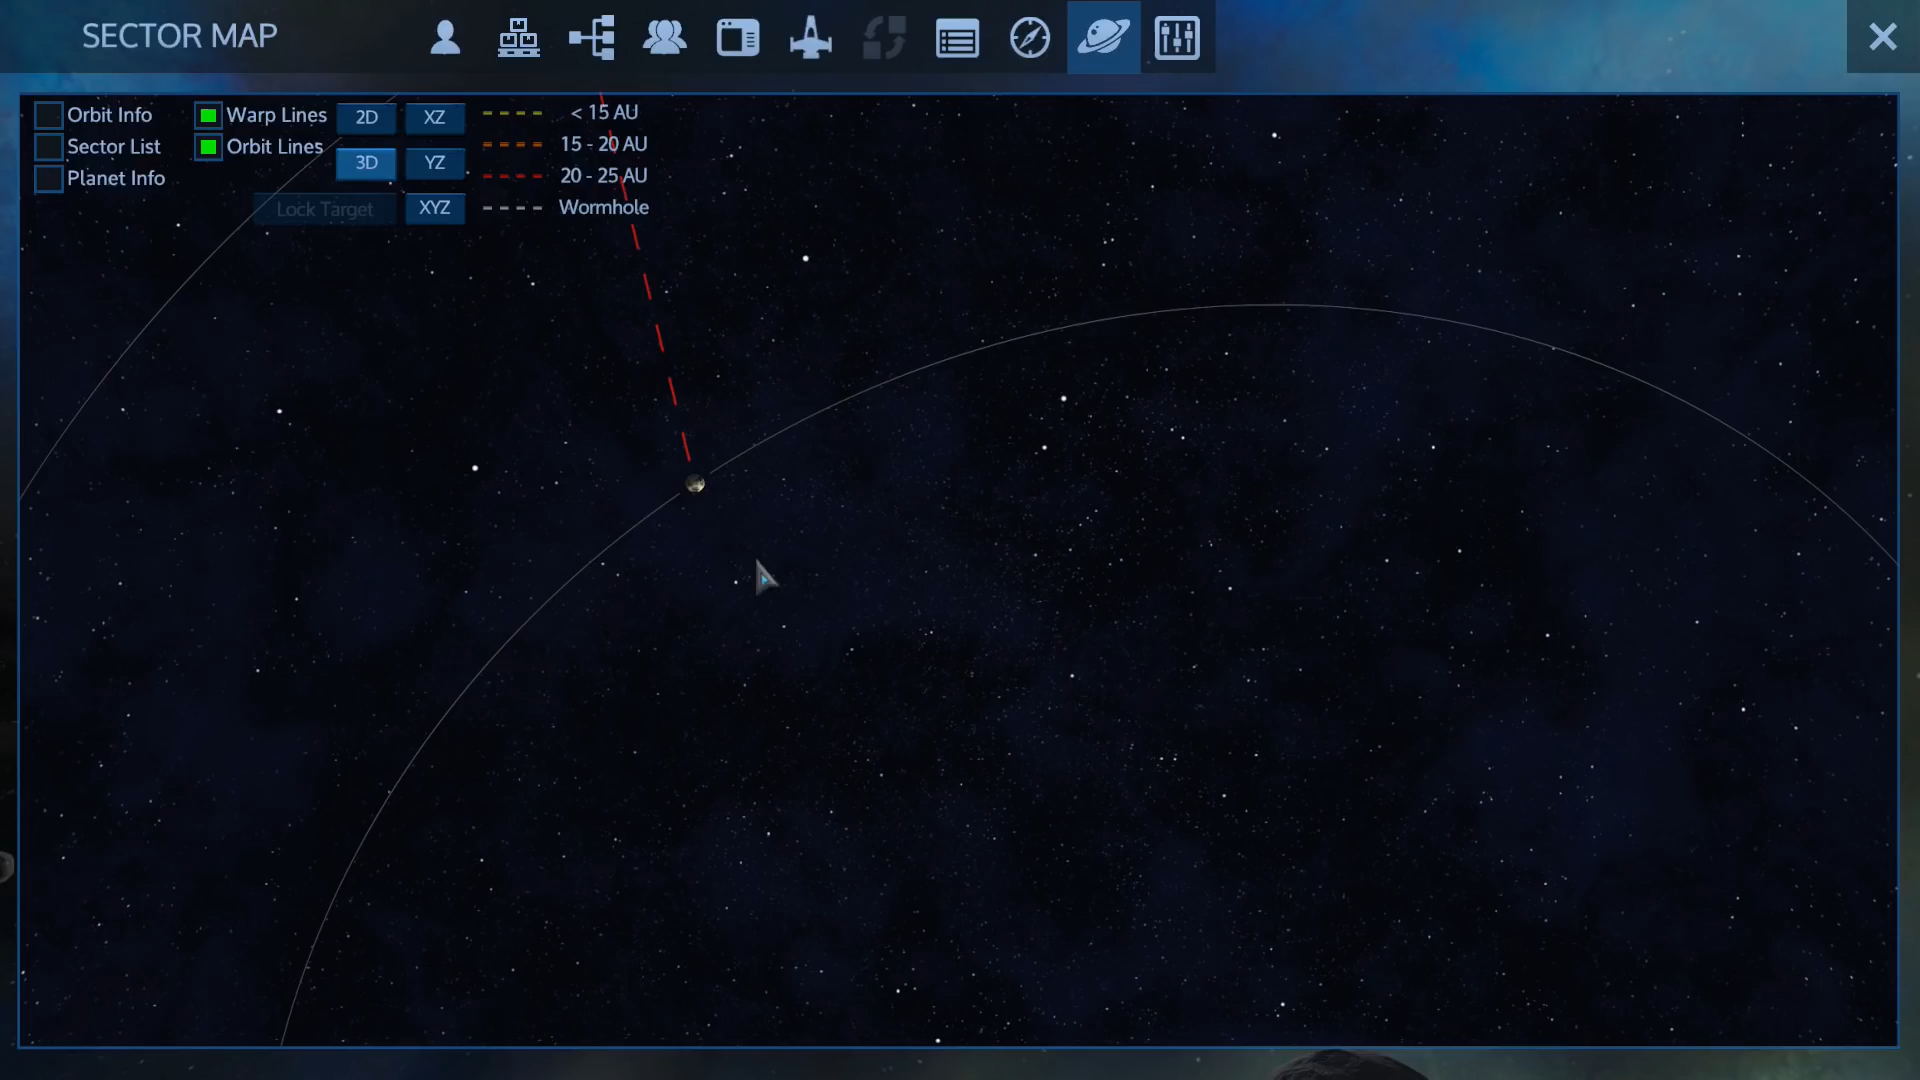 SECTOR MAP
Orbit Info
Sector List
Planet Info
Warp Lines
Orbit Lines
2D
XZ
3D
YZ
Lock Target
XYZ
< 15 AU
15 - 20 AU
20 - 25 AU
Wormhole